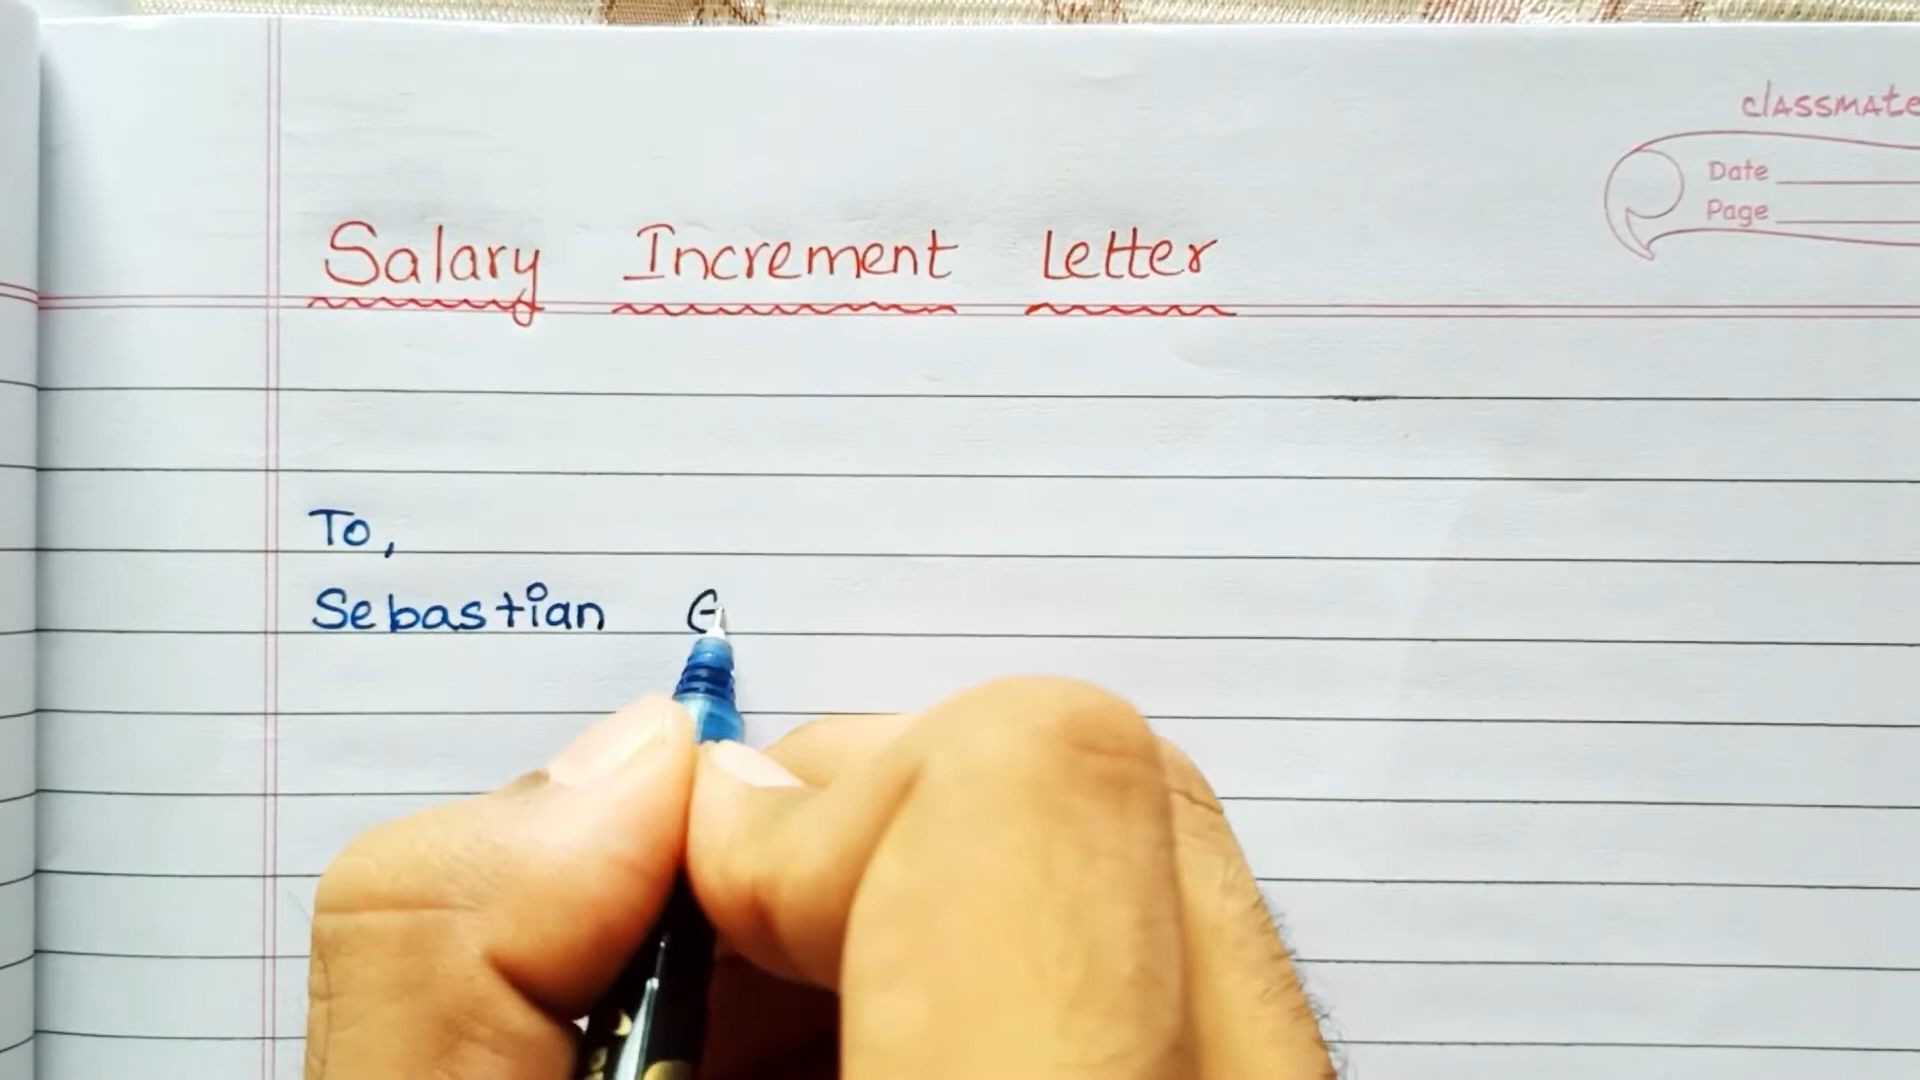 classmate
Date
Page
Salary Increment Letter
To,
Sebastian G